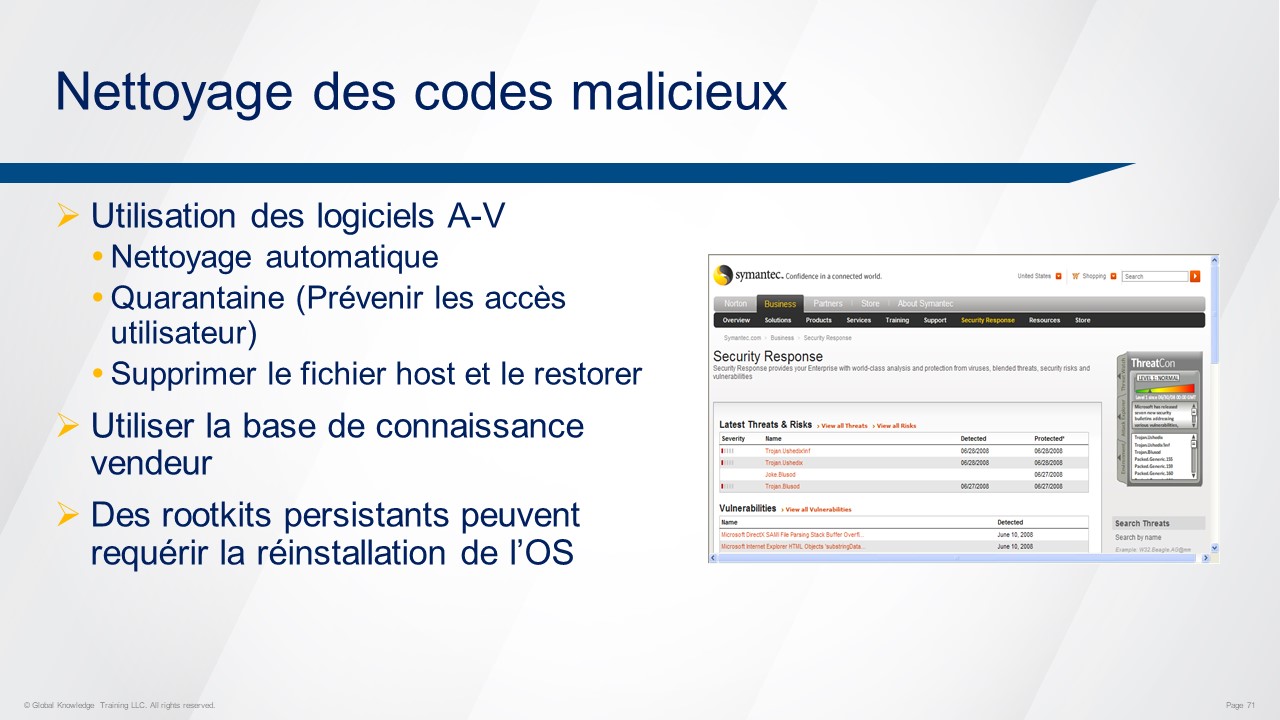 Nettoyage des codes malicieux
Utilisation des logiciels A-V
Nettoyage automatique
Quarantaine (Prévenir les accès
utilisateur)
Supprimer le fichier host et le restorer
Utiliser la base de connaissance
vendeur
Des rootkits persistants peuvent
requérir la réinstallation de l’OS
symantec. Confidence in a connected world.
United States Shopping Search
Norton Business Partners Store About Symantec
Overview Solutions Products Services Training Support Security Response Resources Store
Symantec.com Business Security Response
Security Response
Security Response provides your Enterprise with world-class analysis and protection from viruses, blended threats, security risks and
vulnerabilities
Latest Threats & Risks › View all Threats › View all Risks
Severity Name Detected Protected*
Trojan.Ushedix!inf 06/28/2008 06/28/2008
Trojan.Ushedix 06/28/2008 06/28/2008
Joke.Blusod 06/27/2008
Trojan.Blusod 06/27/2008 06/27/2008
Vulnerabilities › View all Vulnerabilities
Name Detected
Microsoft DirectX SAMI File Parsing Stack Buffer Overfl... June 10, 2008
Microsoft Internet Explorer HTML Objects 'substringData... June 10, 2008
ThreatCon
LEVEL 1: NORMAL
Microsoft has released
seven new security
bulletins addressing
serious vulnerabilities,
Trojan.Ushedix
Trojan.Ushedix!inf
Trojan.Blusod
Packed.Generic.155
Packed.Generic.159
Packed.Generic.160
Search Threats
Search by name
Example: W32.Beagle.AG@mm
© Global Knowledge Training LLC. All rights reserved.
Page 71